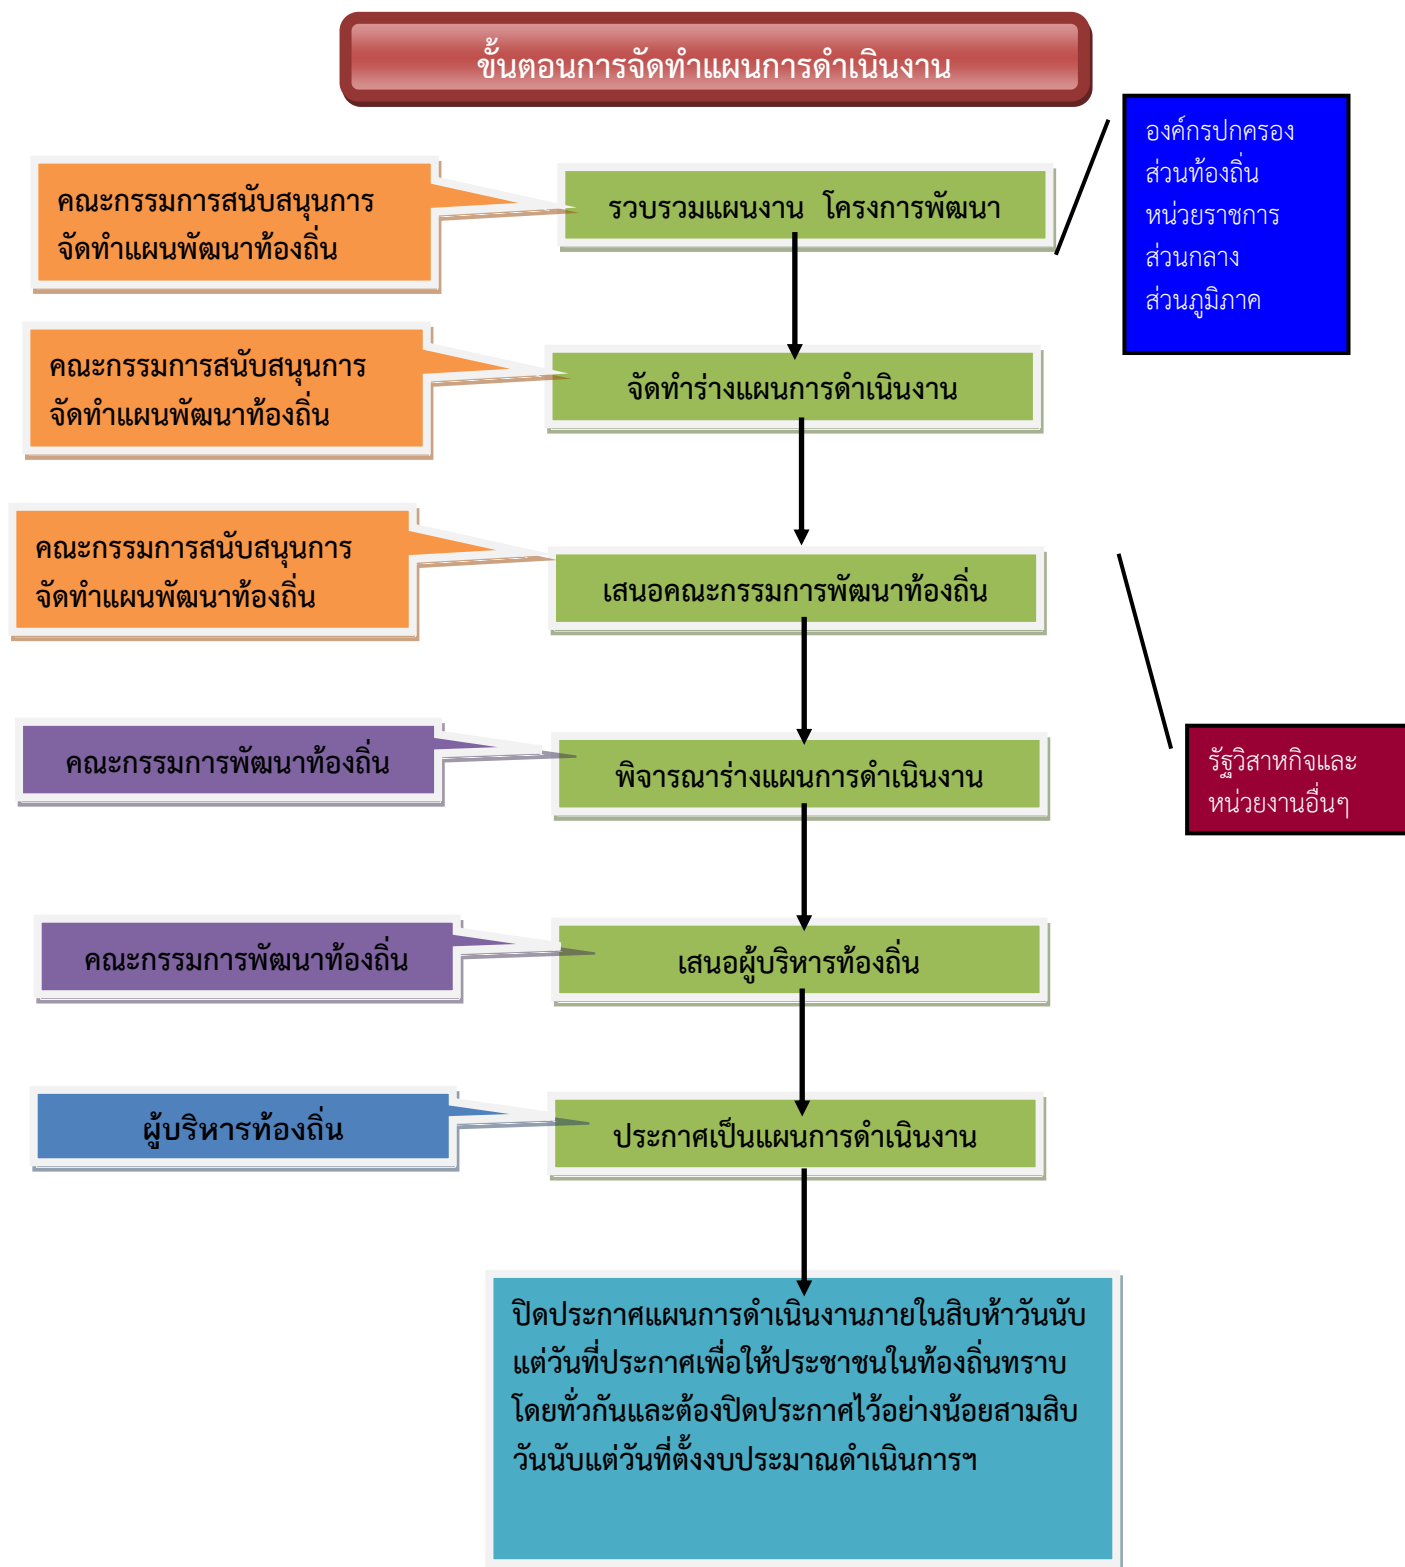 ขั้นตอนการจัดทำแผนการดำเนินงาน
องค์กรปกครอง
ส่วนท้องถิ่น
หน่วยราชการ
ส่วนกลาง
ส่วนภูมิภาค
คณะกรรมการสนับสนุนการ
จัดทำแผนพัฒนาท้องถิ่น
รวบรวมแผนงาน โครงการพัฒนา
คณะกรรมการสนับสนุนการ
จัดทำแผนพัฒนาท้องถิ่น
จัดทำร่างแผนการดำเนินงาน
คณะกรรมการสนับสนุนการ
จัดทำแผนพัฒนาท้องถิ่น
เสนอคณะกรรมการพัฒนาท้องถิ่น
คณะกรรมการพัฒนาท้องถิ่น
พิจารณาร่างแผนการดำเนินงาน
รัฐวิสาหกิจและ
หน่วยงานอื่นๆ
คณะกรรมการพัฒนาท้องถิ่น
เสนอผู้บริหารท้องถิ่น
ผู้บริหารท้องถิ่น
ประกาศเป็นแผนการดำเนินงาน
ปิดประกาศแผนการดำเนินงานภายในสิบห้าวันนับ
แต่วันที่ประกาศเพื่อให้ประชาชนในท้องถิ่นทราบ
โดยทั่วกันและต้องปิดประกาศไว้อย่างน้อยสามสิบ
วันนับแต่วันที่ตั้งงบประมาณดำเนินการฯ